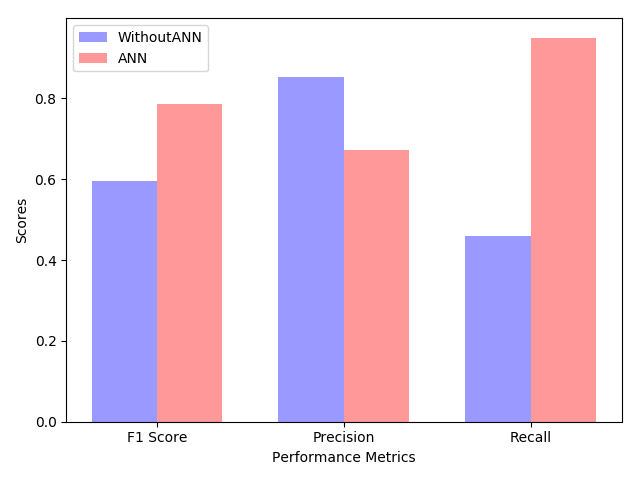 WithoutANN
ANN
Scores
0.8
0.6
0.4
0.2
0.0
F1 Score
Precision
Recall
Performance Metrics